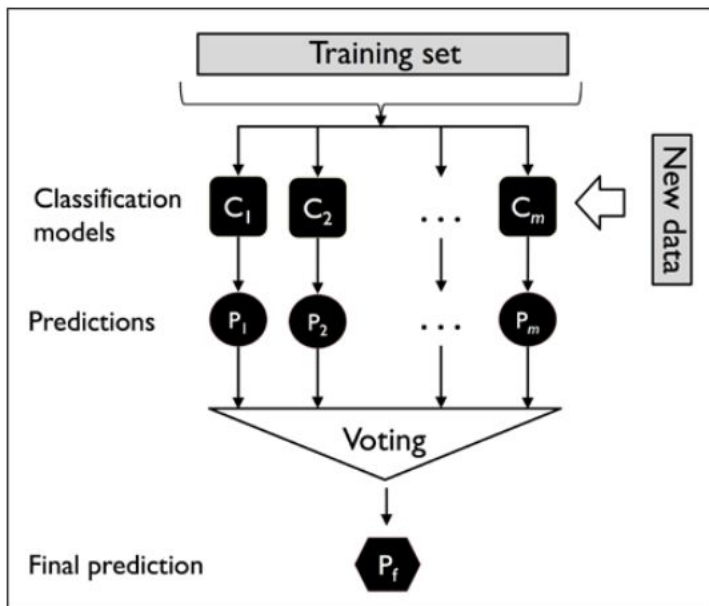 Training set
New data
Classification
models
C1 C2 ... Cm
Predictions
P1 P2 ... Pm
Voting
Final prediction
Pf